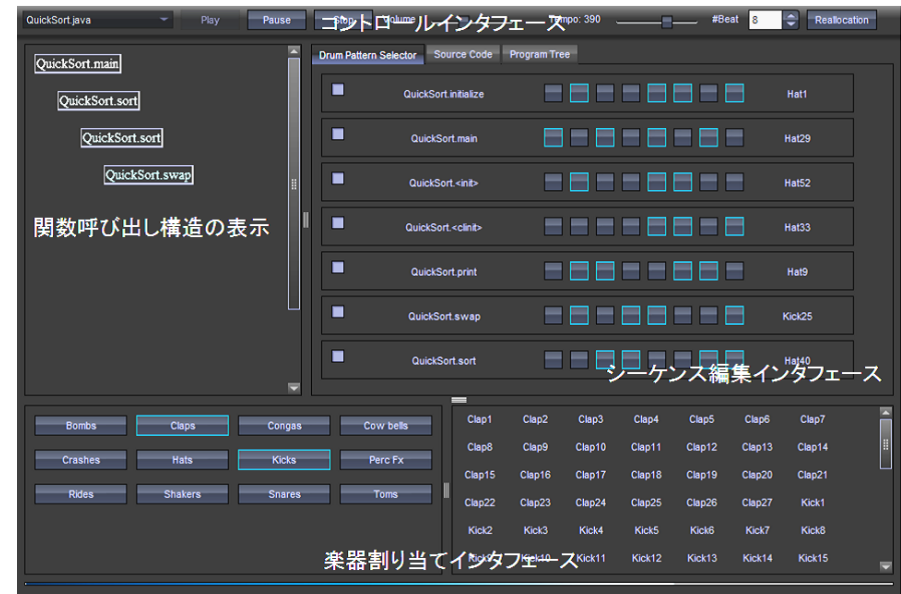 QuickSort.java Play Pause Stop Volume Tempo: 390 #Beat 8 Reallocation
コントロールインタフェース
QuickSort.main
QuickSort.sort
QuickSort.sort
QuickSort.swap
関数呼び出し構造の表示
Drum Pattern Selector Source Code Program Tree
QuickSort.initialize Hat1
QuickSort.main Hat29
QuickSort.<init> Hat52
QuickSort.<clinit> Hat33
QuickSort.print Hat9
QuickSort.swap Kick25
QuickSort.sort Hat40
シーケンス編集インタフェース
Bombs Claps Congas Cow bells
Crashes Hats Kicks Perc Fx
Rides Shakers Snares Toms
Clap1 Clap2 Clap3 Clap4 Clap5 Clap6 Clap7
Clap8 Clap9 Clap10 Clap11 Clap12 Clap13 Clap14
Clap15 Clap16 Clap17 Clap18 Clap19 Clap20 Clap21
Clap22 Clap23 Clap24 Clap25 Clap26 Clap27 Kick1
Kick2 Kick3 Kick4 Kick5 Kick6 Kick7 Kick8
Kick9 Kick10 Kick11 Kick12 Kick13 Kick14 Kick15
楽器割り当てインタフェース